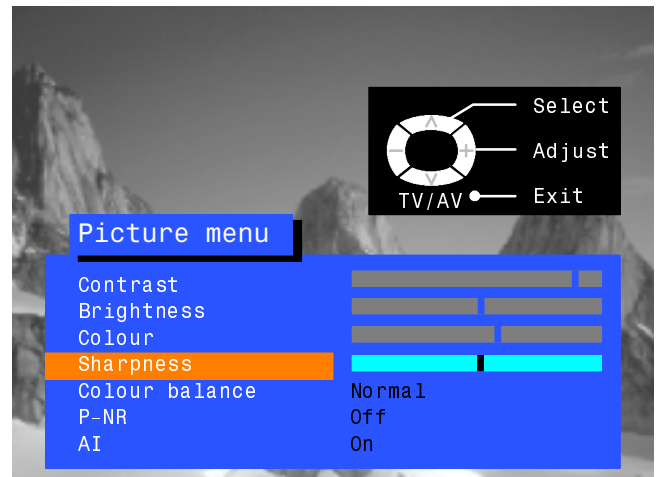 Select
Adjust
TV/AV Exit
Picture menu
Contrast
Brightness
Colour
Sharpness
Colour balance Normal
P-NR Off
AI On